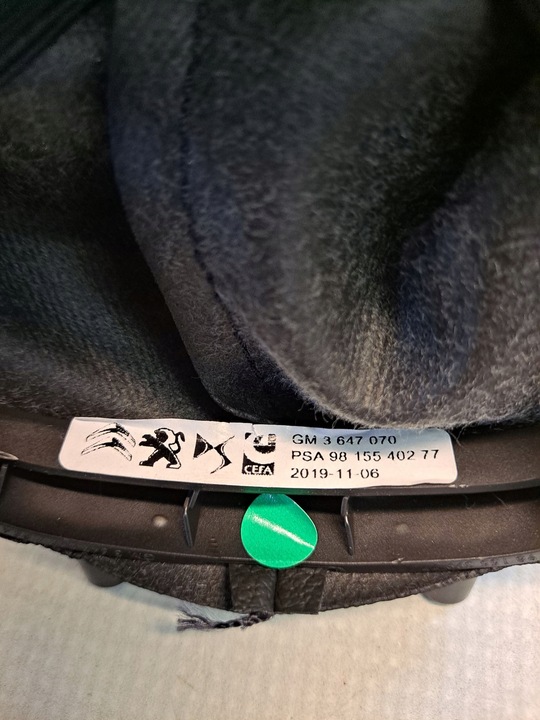 CEFA
GM 3 647 070
PSA 98 155 402 77
2019-11-06